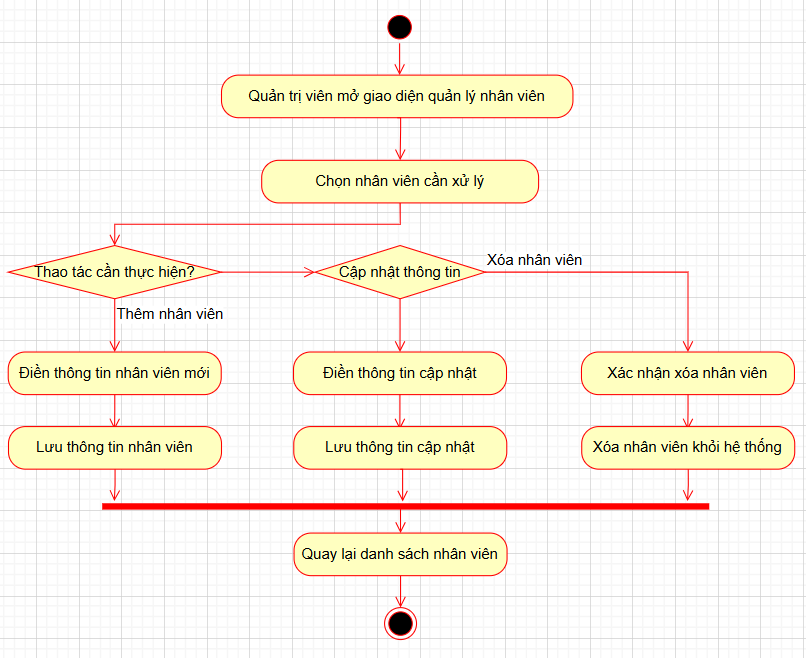 Quản trị viên mở giao diện quản lý nhân viên
Chọn nhân viên cần xử lý
Thao tác cần thực hiện?
Cập nhật thông tin
Xóa nhân viên
Thêm nhân viên
Điền thông tin nhân viên mới
Điền thông tin cập nhật
Xác nhận xóa nhân viên
Lưu thông tin nhân viên
Lưu thông tin cập nhật
Xóa nhân viên khỏi hệ thống
Quay lại danh sách nhân viên